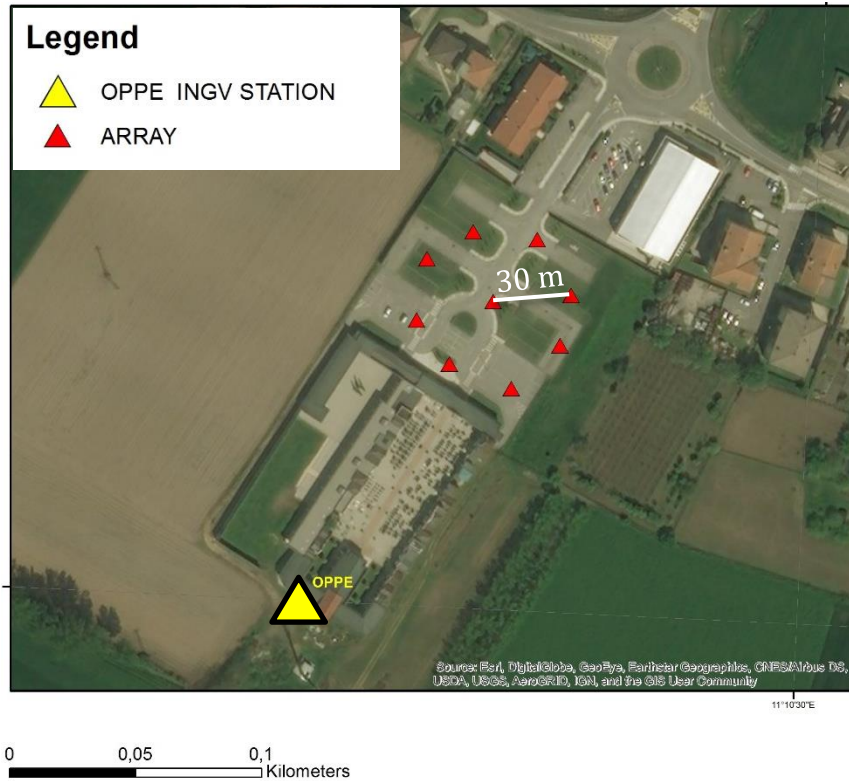 Legend
OPPE INGV STATION
ARRAY
30 m
OPPE
Source: Esri, DigitalGlobe, GeoEye, Earthstar Geographics, CNES/Airbus DS,
USDA, USGS, AeroGRID, IGN, and the GIS User Community
11°10'30"E
0 0,05 0,1
Kilometers